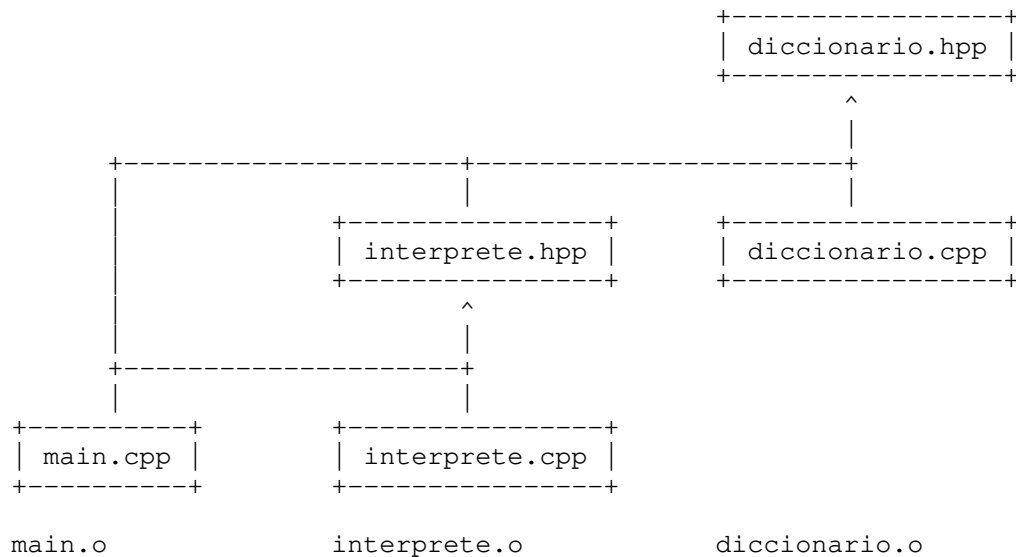 diccionario.hpp
interprete.hpp diccionario.cpp
main.cpp interprete.cpp
main.o interprete.o diccionario.o